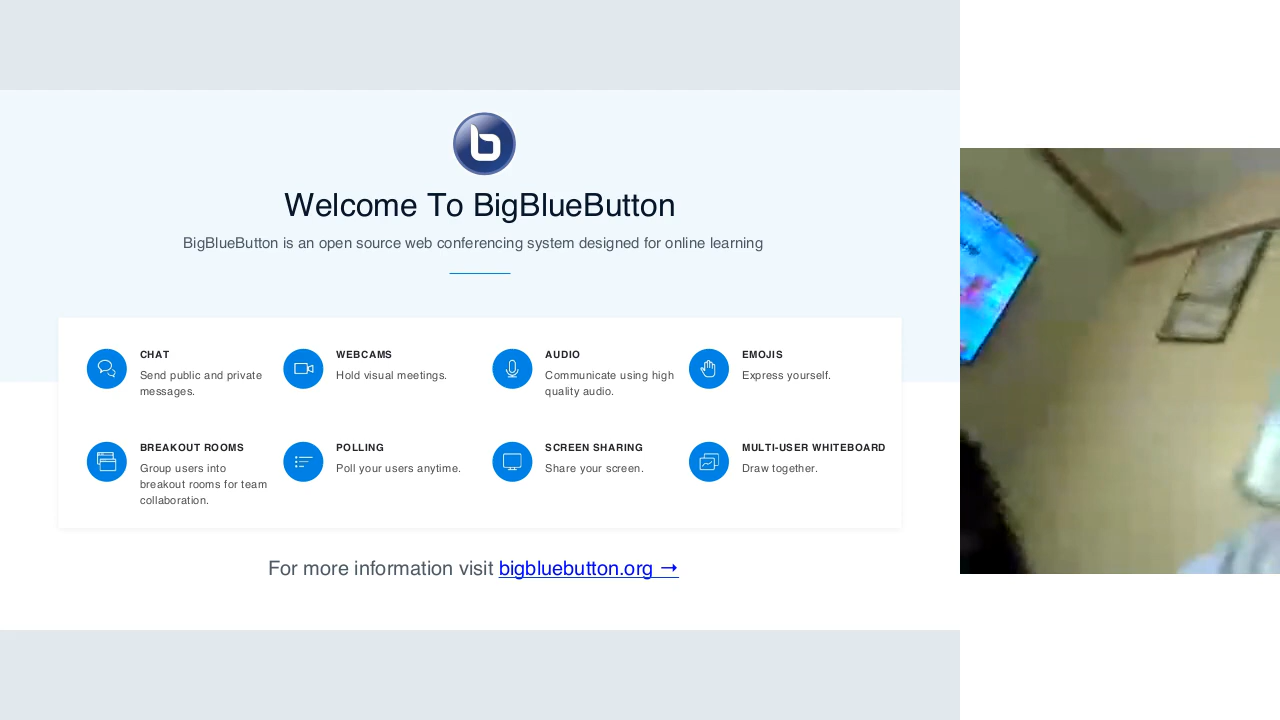 Welcome To BigBlueButton
BigBlueButton is an open source web conferencing system designed for online learning
CHAT
Send public and private
messages.
WEBCAMS
Hold visual meetings.
AUDIO
Communicate using high
quality audio.
EMOJIS
Express yourself.
BREAKOUT ROOMS
Group users into
breakout rooms for team
collaboration.
POLLING
Poll your users anytime.
SCREEN SHARING
Share your screen.
MULTI-USER WHITEBOARD
Draw together.
For more information visit bigbluebutton.org →